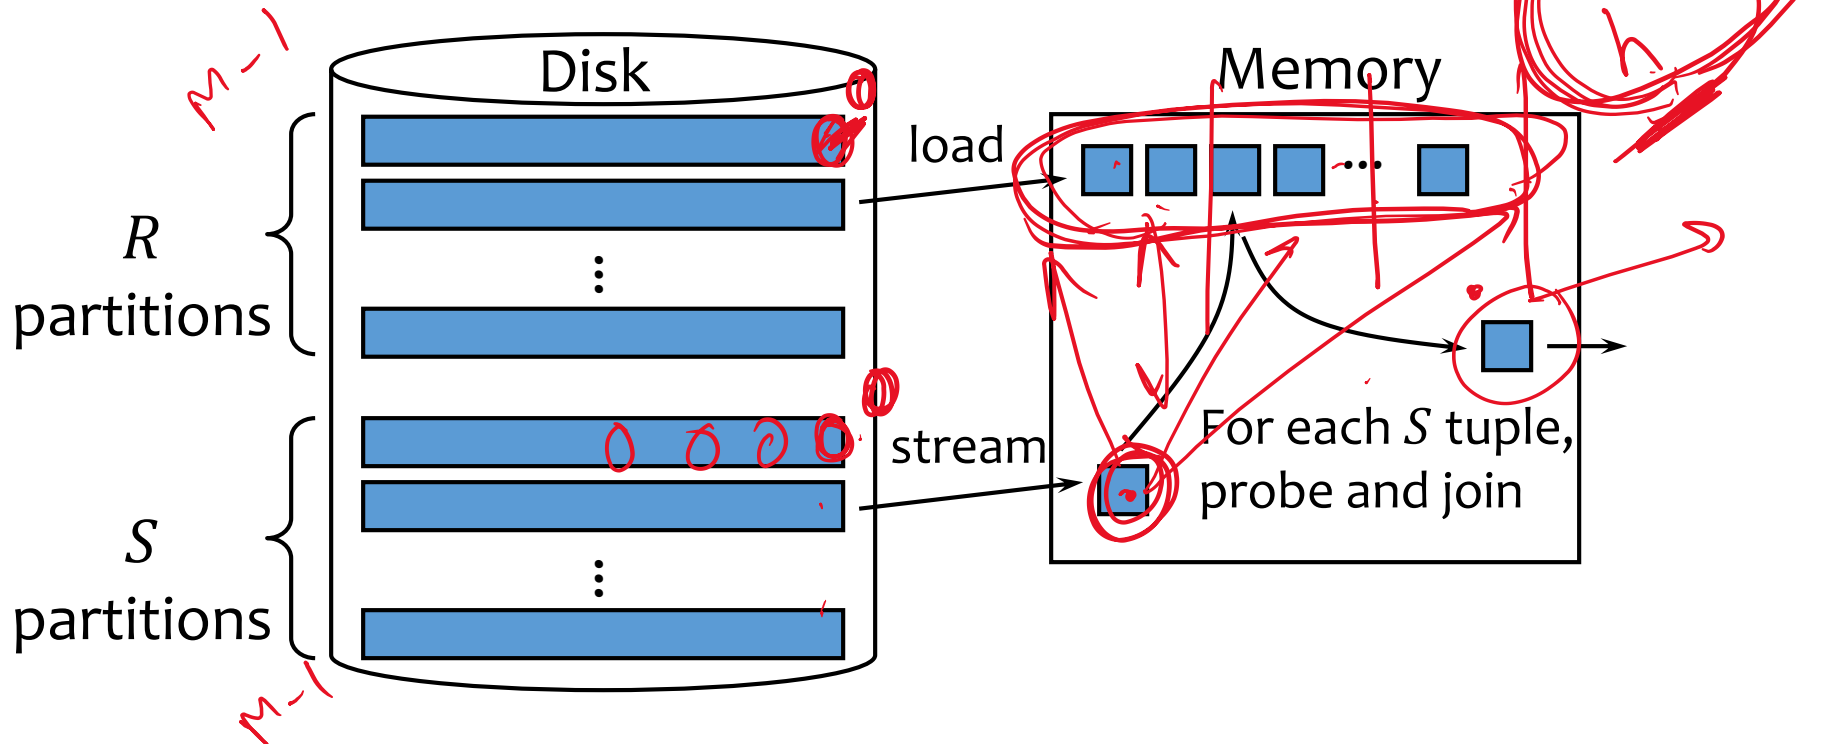 M-1
Disk
Memory
h
load
R
partitions
...
stream
For each S tuple,
probe and join
S
partitions
M-1